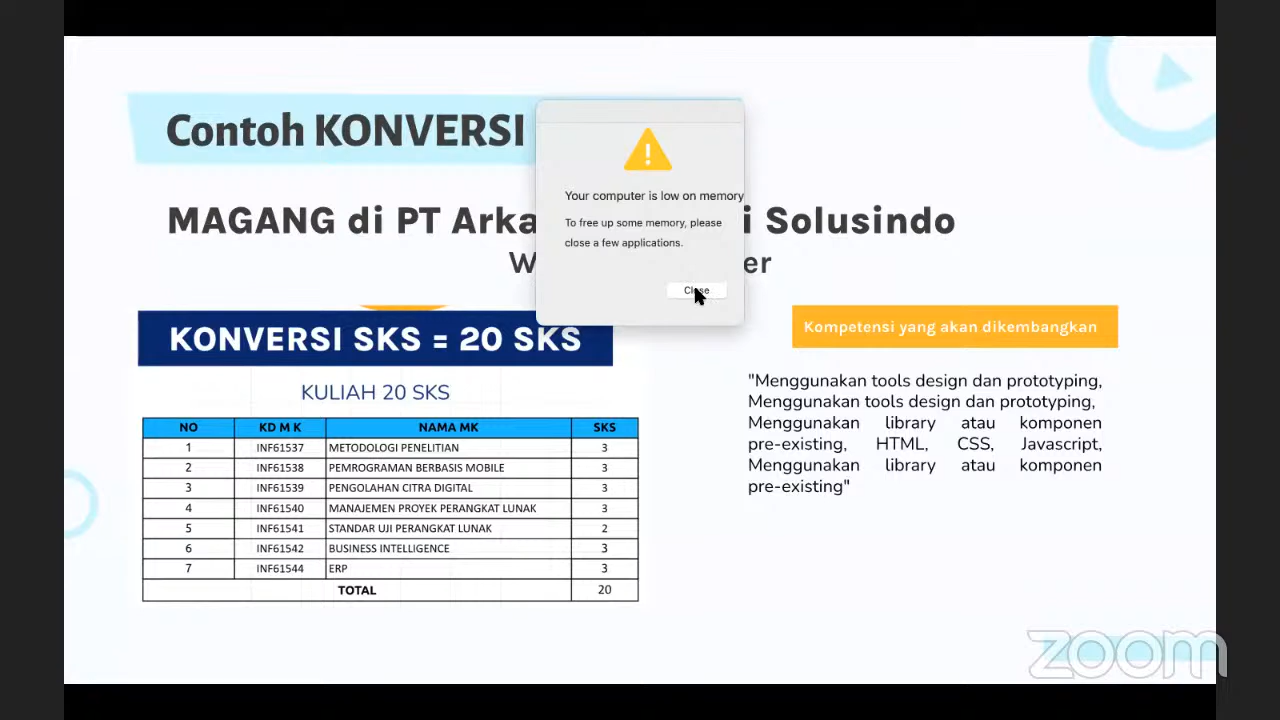 Contoh KONVERSI
MAGANG di PT Arka
i Solusindo
W
er
Your computer is low on memory
To free up some memory, please
close a few applications.
Close
KONVERSI SKS = 20 SKS
KULIAH 20 SKS
NO KD M K NAMA MK SKS
1 INF61537 METODOLOGI PENELITIAN 3
2 INF61538 PEMROGRAMAN BERBASIS MOBILE 3
3 INF61539 PENGOLAHAN CITRA DIGITAL 3
4 INF61540 MANAJEMEN PROYEK PERANGKAT LUNAK 3
5 INF61541 STANDAR UJI PERANGKAT LUNAK 2
6 INF61542 BUSINESS INTELLIGENCE 3
7 INF61544 ERP 3
TOTAL 20
Kompetensi yang akan dikembangkan
"Menggunakan tools design dan prototyping,
Menggunakan tools design dan prototyping,
Menggunakan library atau komponen
pre-existing, HTML, CSS, Javascript,
Menggunakan library atau komponen
pre-existing"
zoom